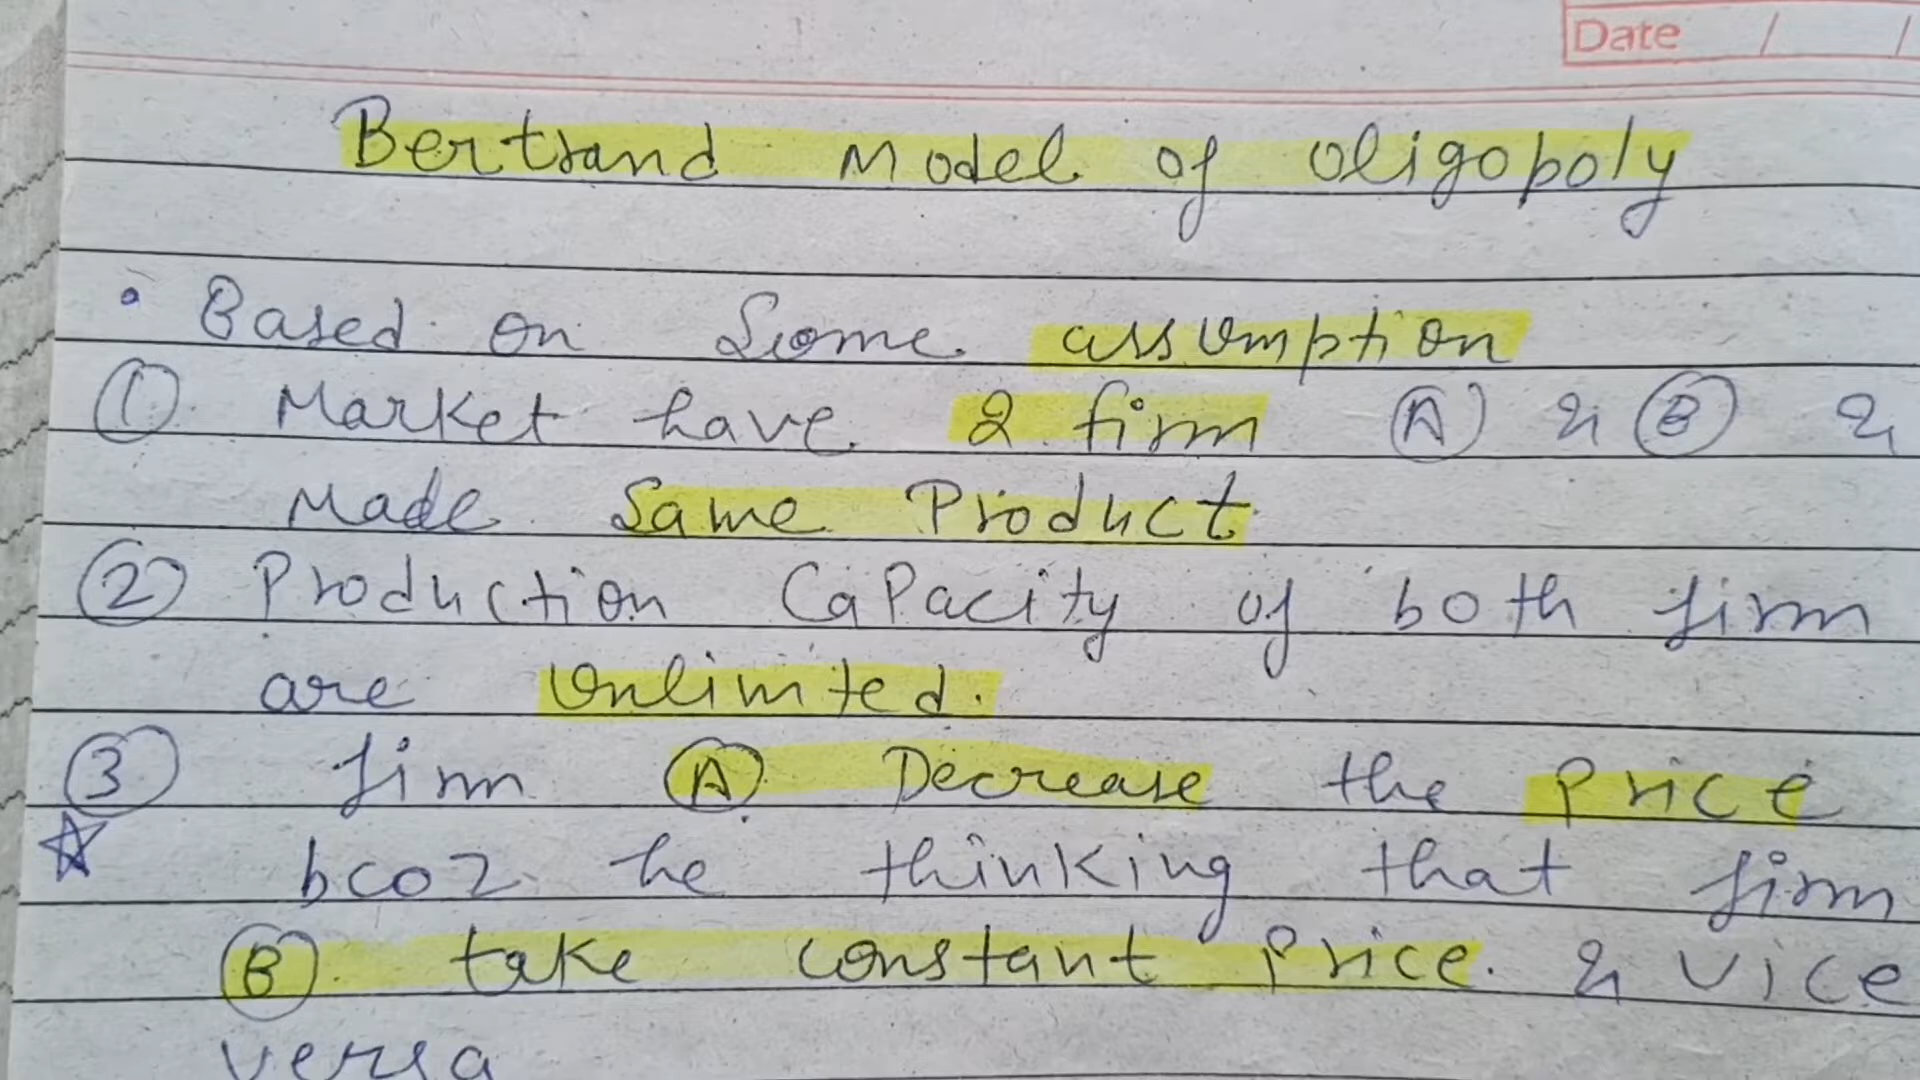 Date / /
Bertrand Model of oligopoly
• Based on Some assumption
① Market have 2 firm Ⓐ & Ⓑ &
Made Same Product
② Production Capacity of both firm
are Unlimited.
③ firm Ⓐ Decrease the Price
☆ bcoz he thinking that firm
Ⓑ take constant Price. & vice
versa